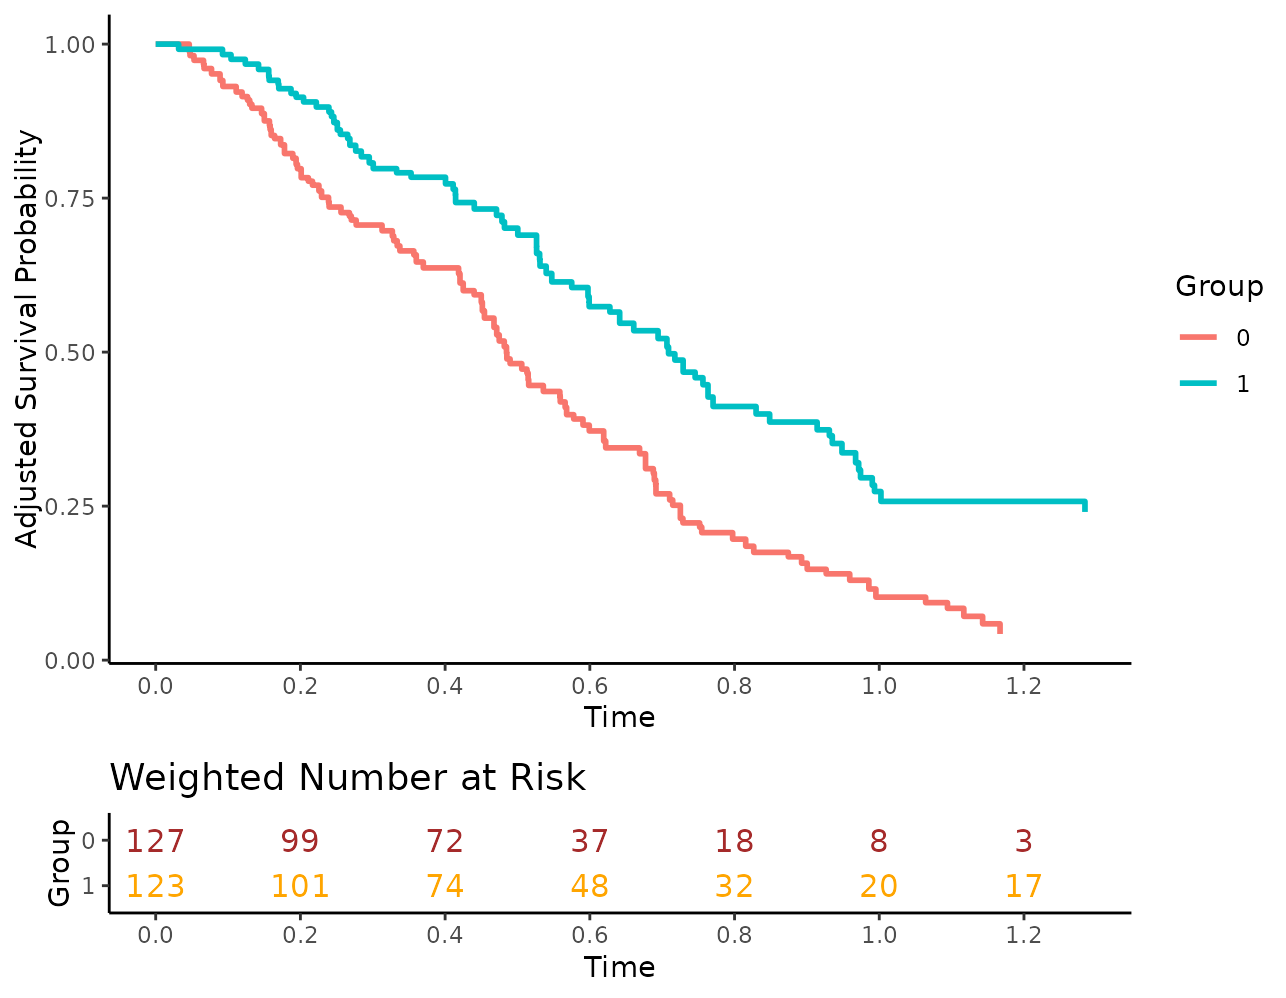 Adjusted Survival Probability
1.00
0.75
0.50
0.25
0.00
0.0 0.2 0.4 0.6 0.8 1.0 1.2
Time
Group
0
1
Weighted Number at Risk
Group
0 127 99 72 37 18 8 3
1 123 101 74 48 32 20 17
0.0 0.2 0.4 0.6 0.8 1.0 1.2
Time